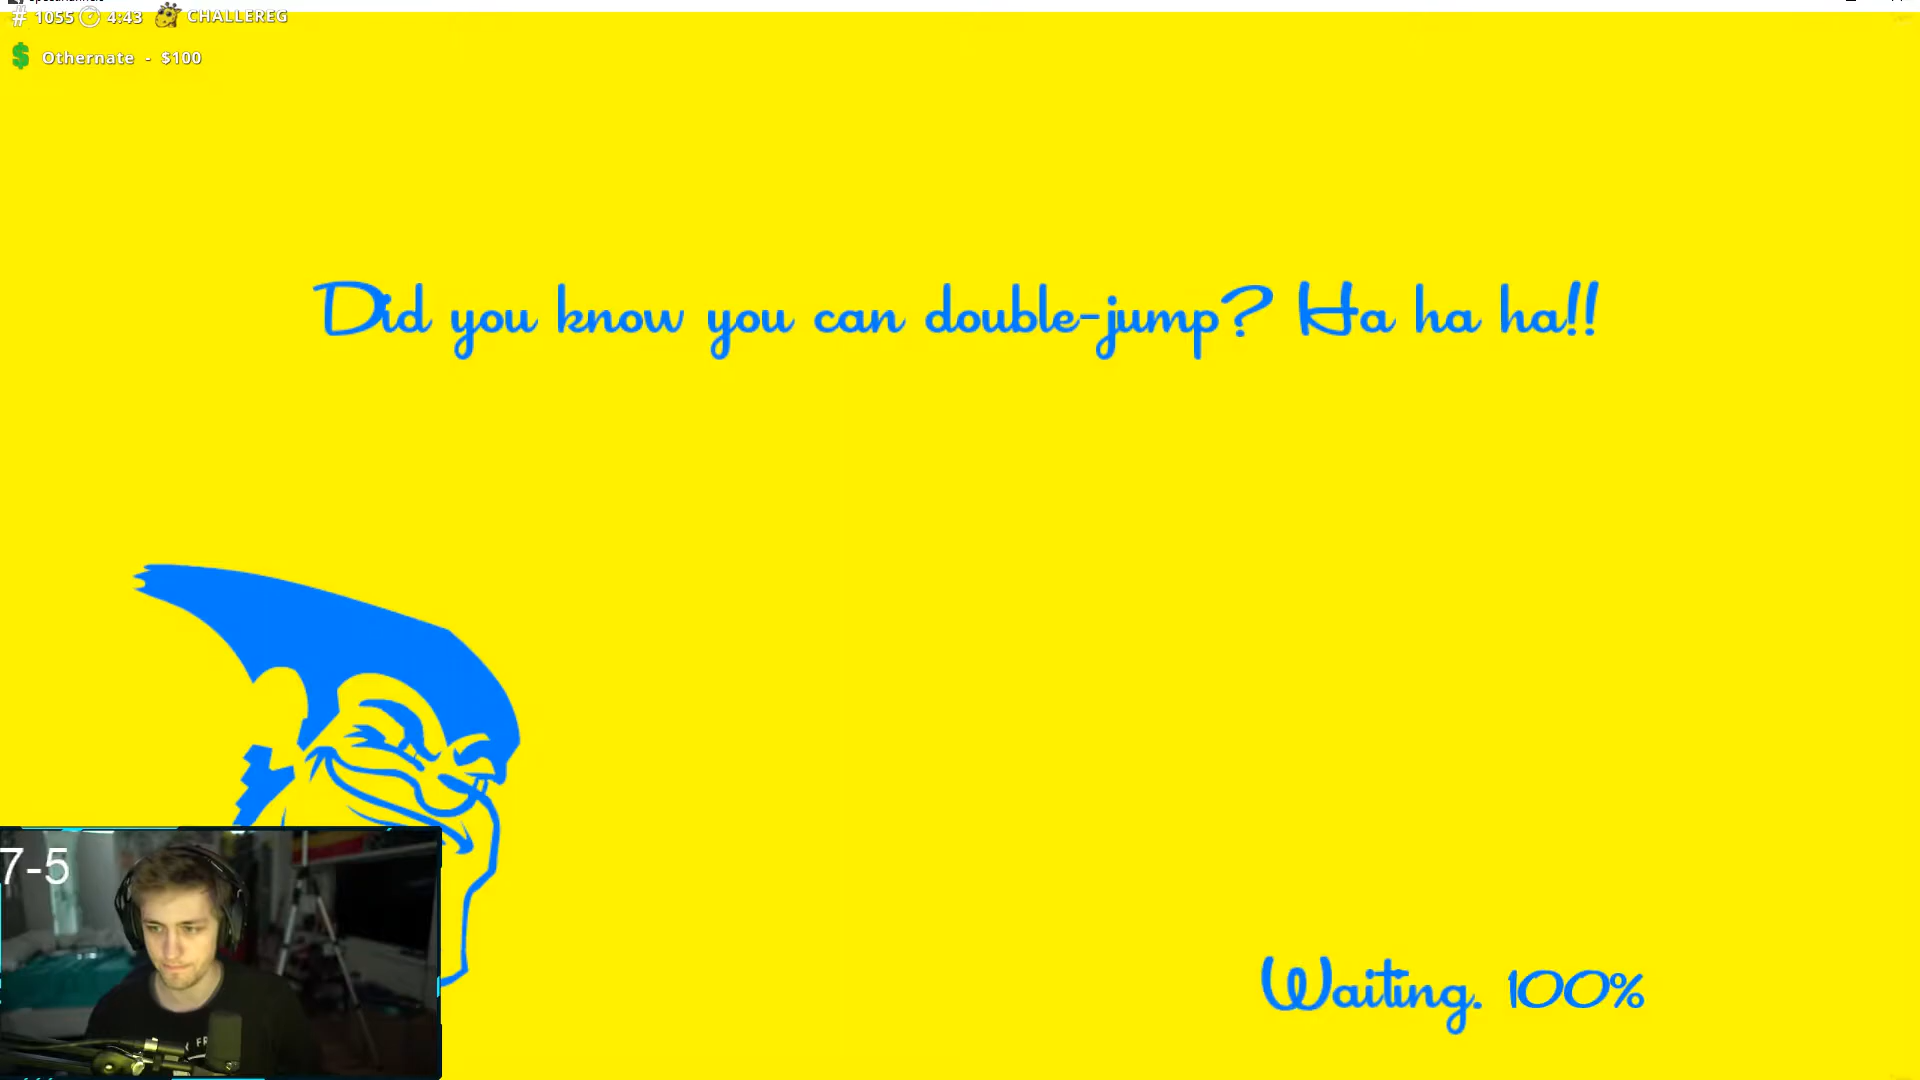 # 1055 4:43 CHALLEREG
$ Othernate - $100
Did you know you can double-jump? Ha ha ha!!
7-5
FR
Waiting. 100%